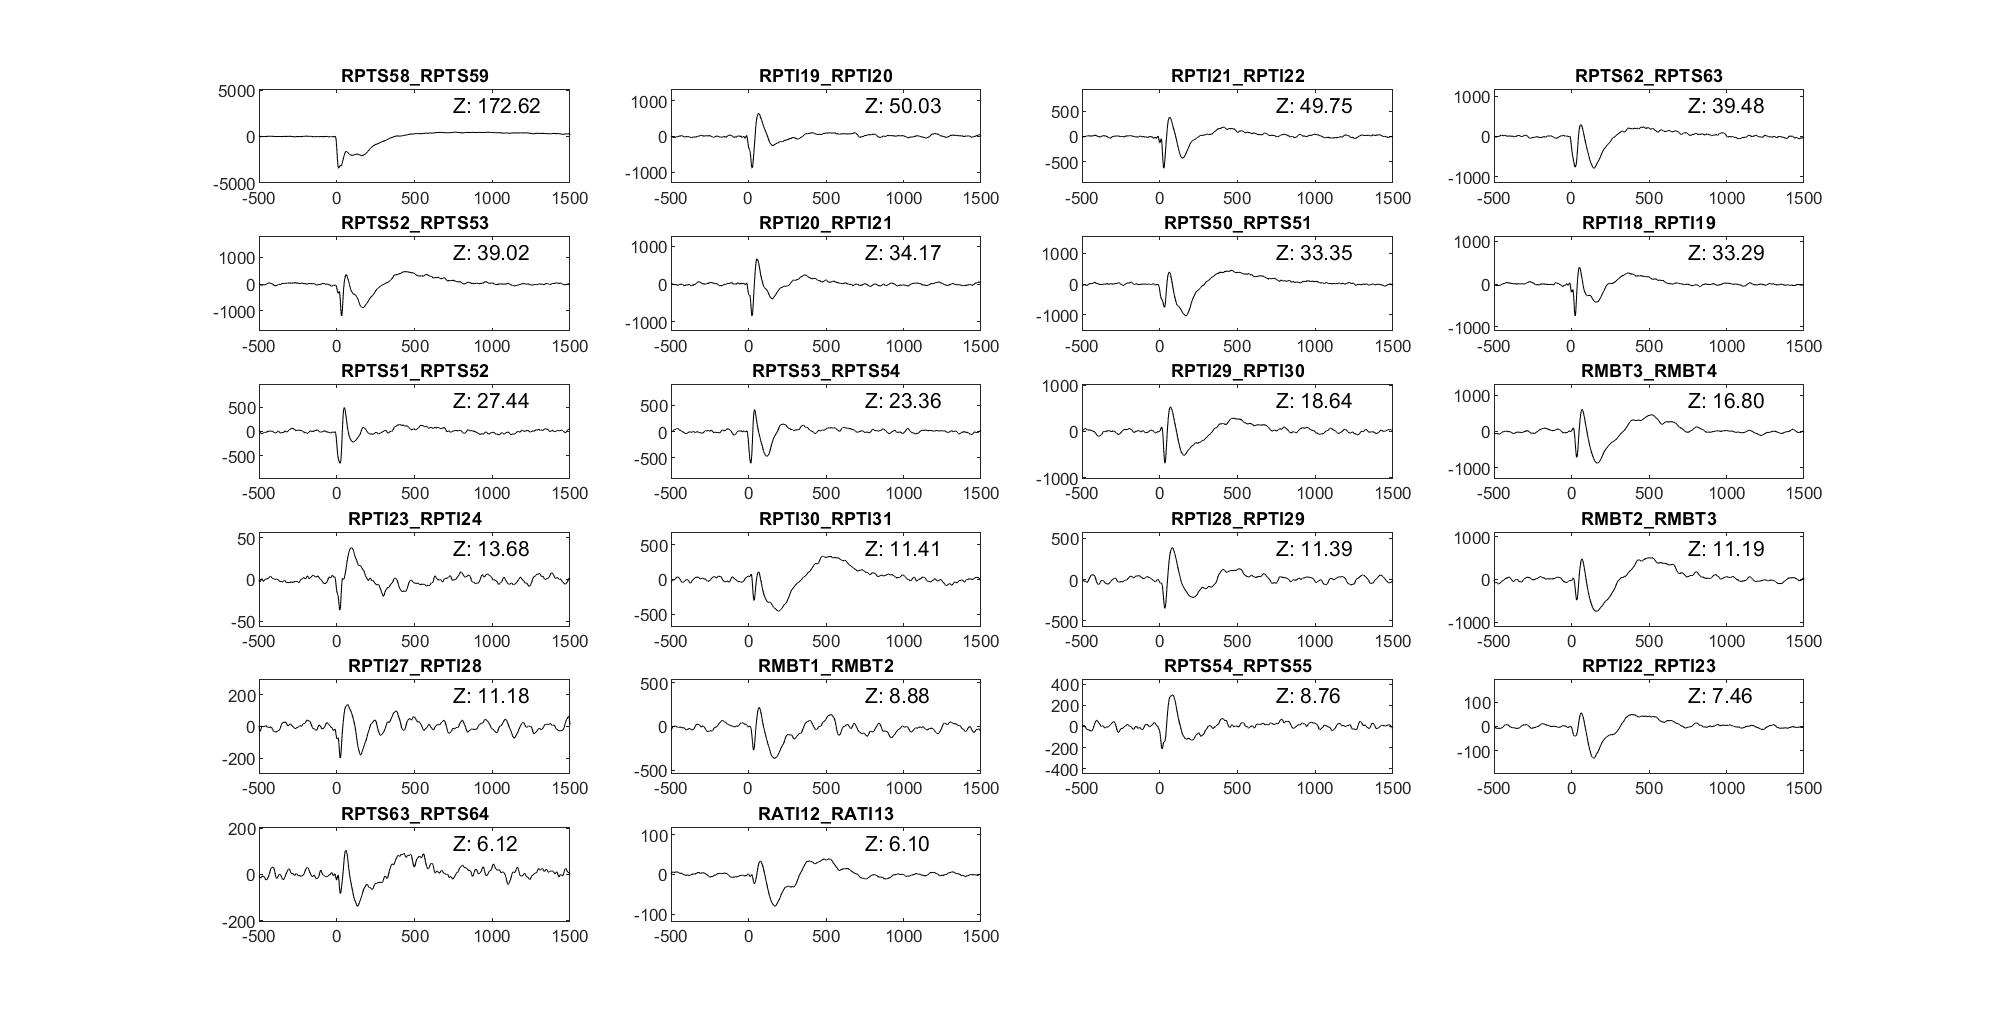 RPTS58_RPTS59 RPTI19_RPTI20 RPTI21_RPTI22 RPTS62_RPTS63
5000 0 -5000 Z: 172.62 1000 0 -1000 Z: 50.03 500 0 -500 Z: 49.75 1000 0 -1000 Z: 39.48
-500 0 500 1000 1500 -500 0 500 1000 1500 -500 0 500 1000 1500 -500 0 500 1000 1500
RPTS52_RPTS53 RPTI20_RPTI21 RPTS50_RPTS51 RPTI18_RPTI19
1000 0 -1000 Z: 39.02 1000 0 -1000 Z: 34.17 1000 0 -1000 Z: 33.35 1000 0 -1000 Z: 33.29
-500 0 500 1000 1500 -500 0 500 1000 1500 -500 0 500 1000 1500 -500 0 500 1000 1500
RPTS51_RPTS52 RPTS53_RPTS54 RPTI29_RPTI30 RMBT3_RMBT4
500 0 -500 Z: 27.44 500 0 -500 Z: 23.36 1000 0 -1000 Z: 18.64 1000 0 -1000 Z: 16.80
-500 0 500 1000 1500 -500 0 500 1000 1500 -500 0 500 1000 1500 -500 0 500 1000 1500
RPTI23_RPTI24 RPTI30_RPTI31 RPTI28_RPTI29 RMBT2_RMBT3
50 0 -50 Z: 13.68 500 0 -500 Z: 11.41 500 0 -500 Z: 11.39 1000 0 -1000 Z: 11.19
-500 0 500 1000 1500 -500 0 500 1000 1500 -500 0 500 1000 1500 -500 0 500 1000 1500
RPTI27_RPTI28 RMBT1_RMBT2 RPTS54_RPTS55 RPTI22_RPTI23
200 0 -200 Z: 11.18 500 0 -500 Z: 8.88 400 200 0 -200 -400 Z: 8.76 100 0 -100 Z: 7.46
-500 0 500 1000 1500 -500 0 500 1000 1500 -500 0 500 1000 1500 -500 0 500 1000 1500
RPTS63_RPTS64 RATI12_RATI13
200 0 -200 Z: 6.12 100 0 -100 Z: 6.10
-500 0 500 1000 1500 -500 0 500 1000 1500